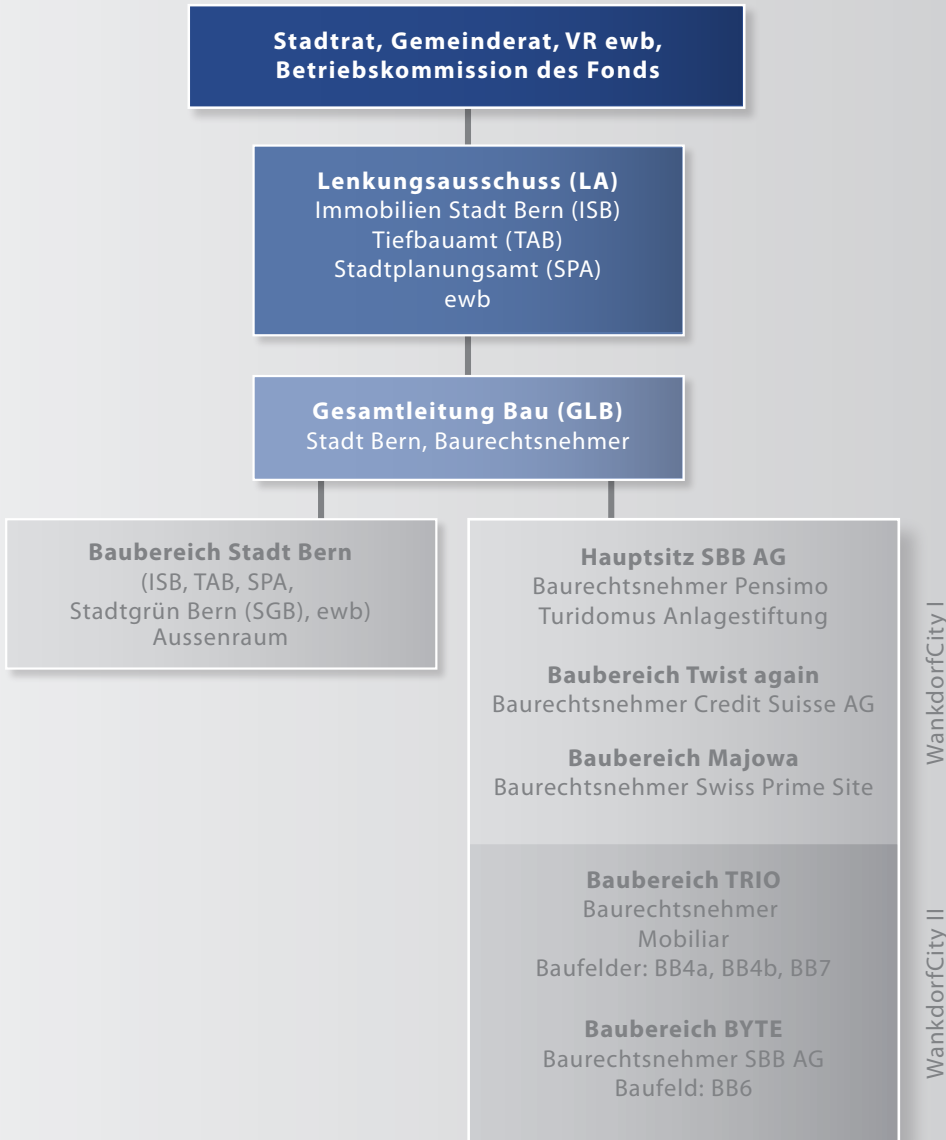 Stadtrat, Gemeinderat, VR ewb,
Betriebskommission des Fonds
Lenkungsausschuss (LA)
Immobilien Stadt Bern (ISB)
Tiefbauamt (TAB)
Stadtplanungsamt (SPA)
ewb
Gesamtleitung Bau (GLB)
Stadt Bern, Baurechtsnehmer
Baubereich Stadt Bern
(ISB, TAB, SPA,
Stadtgrün Bern (SGB), ewb)
Aussenraum
Hauptsitz SBB AG
Baurechtsnehmer Pensimo
Turidomus Anlagestiftung
Baubereich Twist again
Baurechtsnehmer Credit Suisse AG
Baubereich Majowa
Baurechtsnehmer Swiss Prime Site
WankdorfCity I
Baubereich TRIO
Baurechtsnehmer
Mobiliar
Baufelder: BB4a, BB4b, BB7
Baubereich BYTE
Baurechtsnehmer SBB AG
Baufeld: BB6
WankdorfCity II